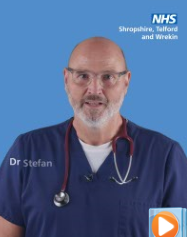 NHS
Shropshire, Telford
and Wrekin
Dr Stefan